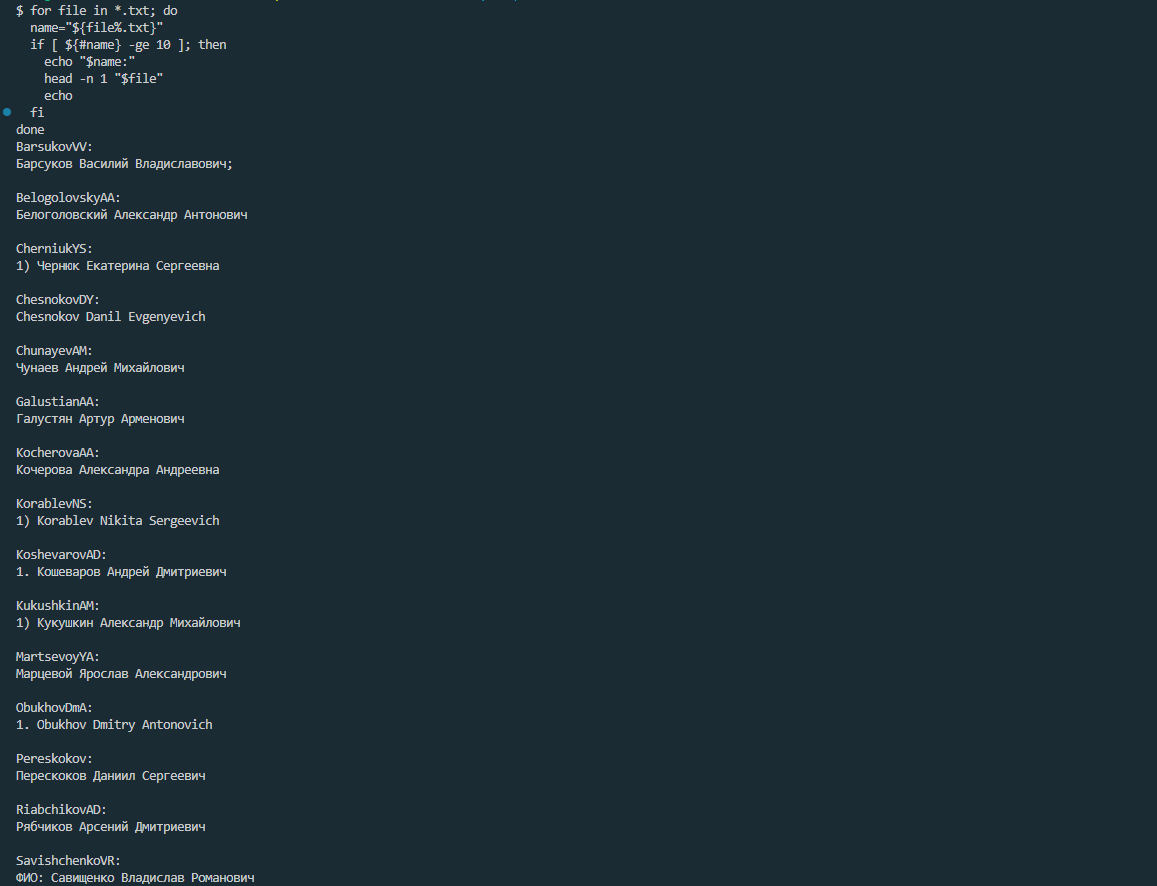 $ for file in *.txt; do
name="${file%.txt}"
if [ ${#name} -ge 10 ]; then
echo "$name:"
head -n 1 "$file"
echo
fi
done
BarsukovVV:
Барсуков Василий Владиславович;
BelogolovskyAA:
Белоголовский Александр Антонович
CherniukYS:
1) Чернюк Екатерина Сергеевна
ChesnokovDY:
Chesnokov Danil Evgenyevich
ChunayevAM:
Чунаев Андрей Михайлович
GalustianAA:
Галустян Артур Арменович
KocherovaAA:
Кочерова Александра Андреевна
KorablevNS:
1) Korablev Nikita Sergeevich
KoshevarovAD:
1. Кошеваров Андрей Дмитриевич
KukushkinAM:
1) Кукушкин Александр Михайлович
MartsevoyYA:
Марцевой Ярослав Александрович
ObukhovDmA:
1. Obukhov Dmitry Antonovich
Pereskokov:
Перескоков Даниил Сергеевич
RiabchikovAD:
Рябчиков Арсений Дмитриевич
SavishchenkoVR:
ФИО: Савищенко Владислав Романович